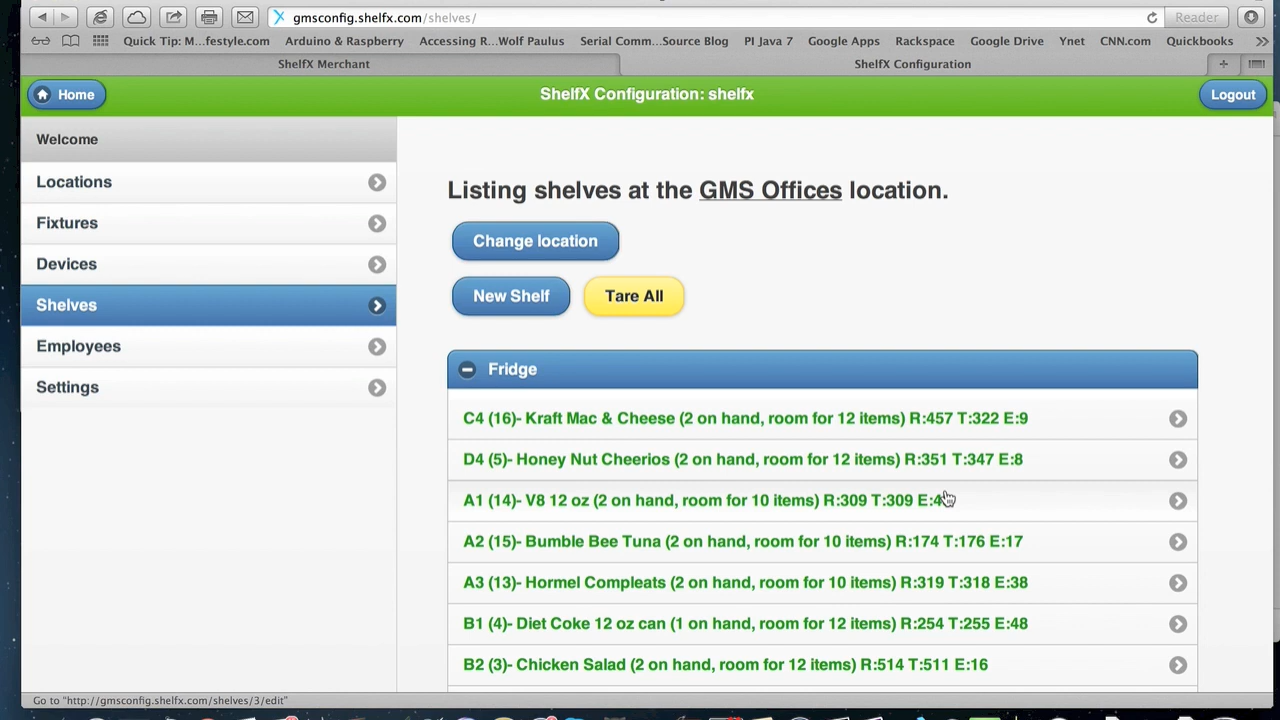 gmsconfig.shelfx.com/shelves/
Reader
Quick Tip: M...festyle.com Arduino & Raspberry Accessing R...Wolf Paulus Serial Comm...Source Blog PI Java 7 Google Apps Rackspace Google Drive Ynet CNN.com Quickbooks
ShelfX Merchant ShelfX Configuration
Home ShelfX Configuration: shelfx Logout
Welcome
Locations
Fixtures
Devices
Shelves
Employees
Settings
Listing shelves at the GMS Offices location.
Change location
New Shelf Tare All
Fridge
C4 (16)- Kraft Mac & Cheese (2 on hand, room for 12 items) R:457 T:322 E:9
D4 (5)- Honey Nut Cheerios (2 on hand, room for 12 items) R:351 T:347 E:8
A1 (14)- V8 12 oz (2 on hand, room for 10 items) R:309 T:309
A2 (15)- Bumble Bee Tuna (2 on hand, room for 10 items) R:174 T:176 E:17
A3 (13)- Hormel Compleats (2 on hand, room for 10 items) R:319 T:318 E:38
B1 (4)- Diet Coke 12 oz can (1 on hand, room for 12 items) R:254 T:255 E:48
B2 (3)- Chicken Salad (2 on hand, room for 12 items) R:514 T:511 E:16
Go to "http://gmsconfig.shelfx.com/shelves/3/edit"